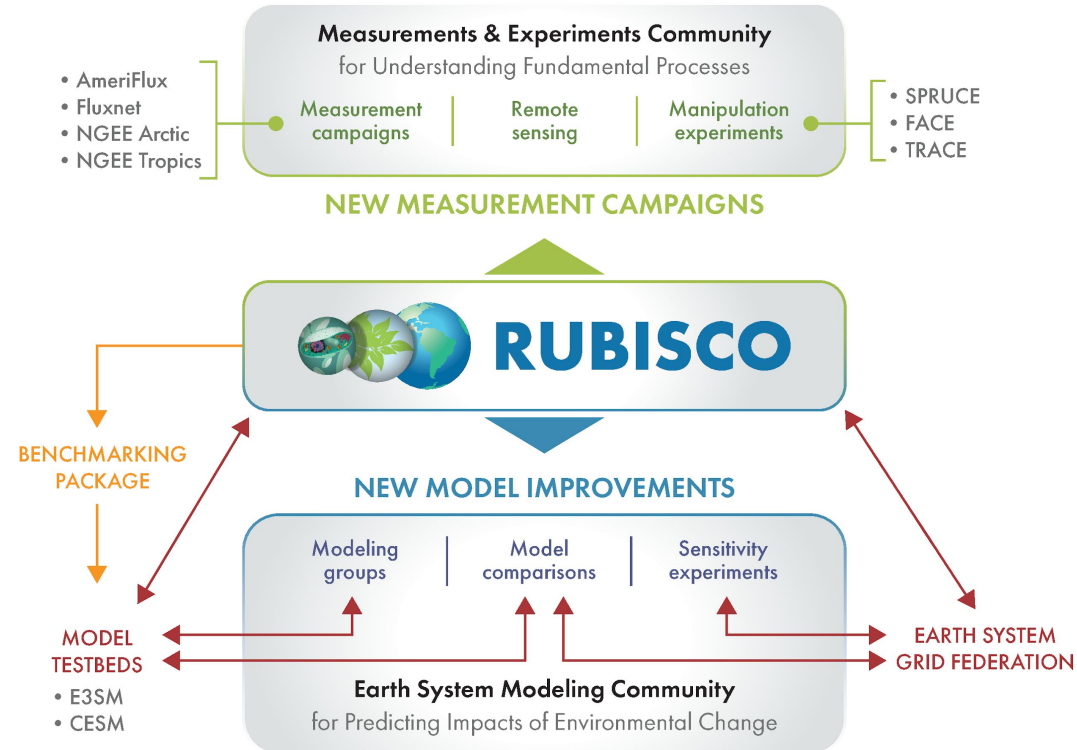 Measurements & Experiments Community
for Understanding Fundamental Processes
• AmeriFlux
• Fluxnet
• NGEE Arctic
• NGEE Tropics
Measurement
campaigns
Remote
sensing
Manipulation
experiments
• SPRUCE
• FACE
• TRACE
NEW MEASUREMENT CAMPAIGNS
RUBISCO
BENCHMARKING
PACKAGE
NEW MODEL IMPROVEMENTS
Modeling
groups
Model
comparisons
Sensitivity
experiments
MODEL
TESTBEDS
• E3SM
• CESM
EARTH SYSTEM
GRID FEDERATION
Earth System Modeling Community
for Predicting Impacts of Environmental Change